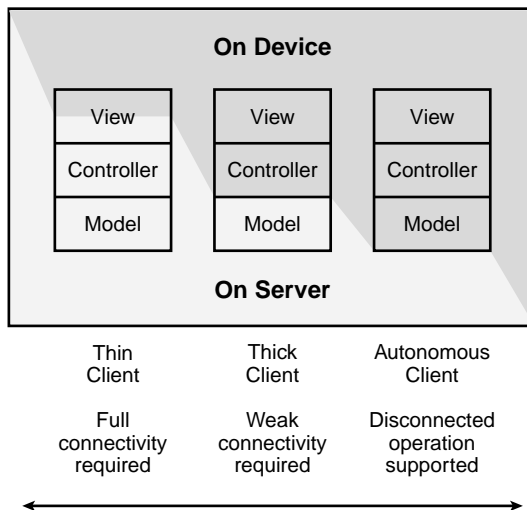 On Device
View
View
View
Controller
Controller
Controller
Model
Model
Model
On Server
Thin
Client
Thick
Client
Autonomous
Client
Full
connectivity
required
Weak
connectivity
required
Disconnected
operation
supported